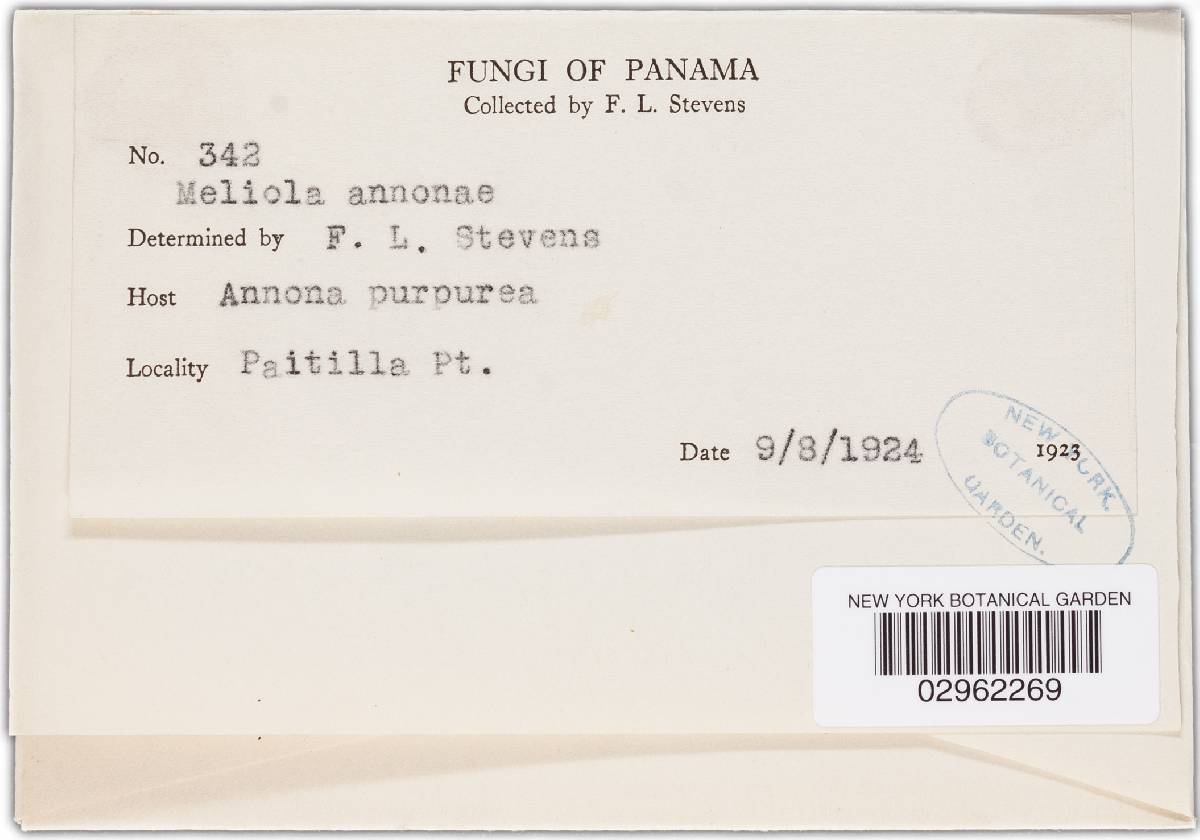 FUNGI OF PANAMA
Collected by F. L. Stevens
No. 342
Meliola annonae
Determined by F. L. Stevens
Host Annona purpurea
Locality Paitilla Pt.
Date 9/8/1924 1923
NEW YORK.
BOTANICAL
GARDEN.
NEW YORK BOTANICAL GARDEN
02962269